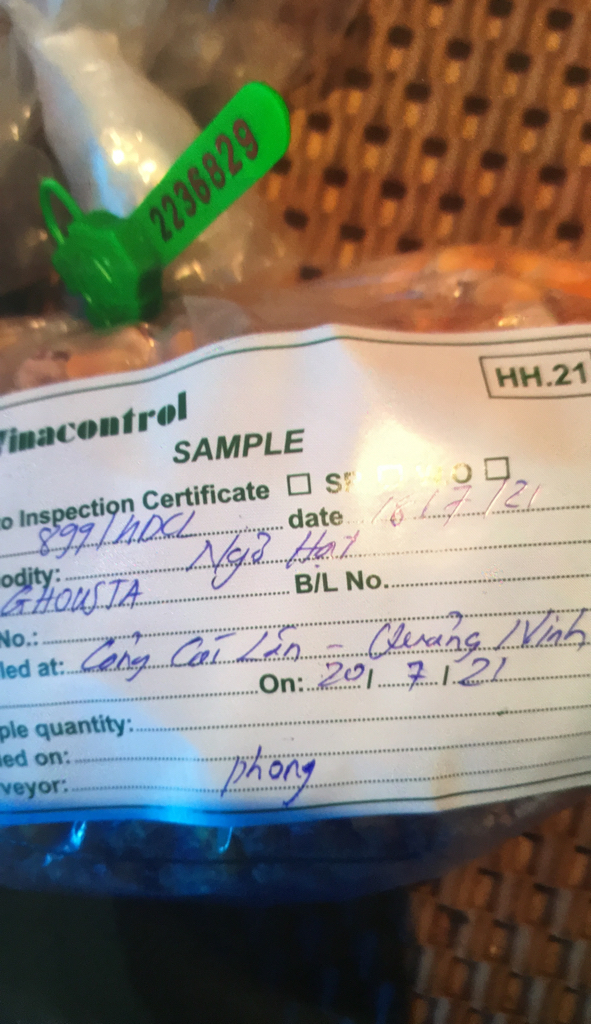 2236829
HH.21
Vinacontrol
SAMPLE
o Inspection Certificate □ □ O □
899/HDCL date 16/7/21
odity: Ngô Hạt
GHOUSTA B/L No.
No.:
led at: Cảng Cái Lân - Quảng Ninh
On: 20/7/21
ple quantity:
ed on:
veyor: phong